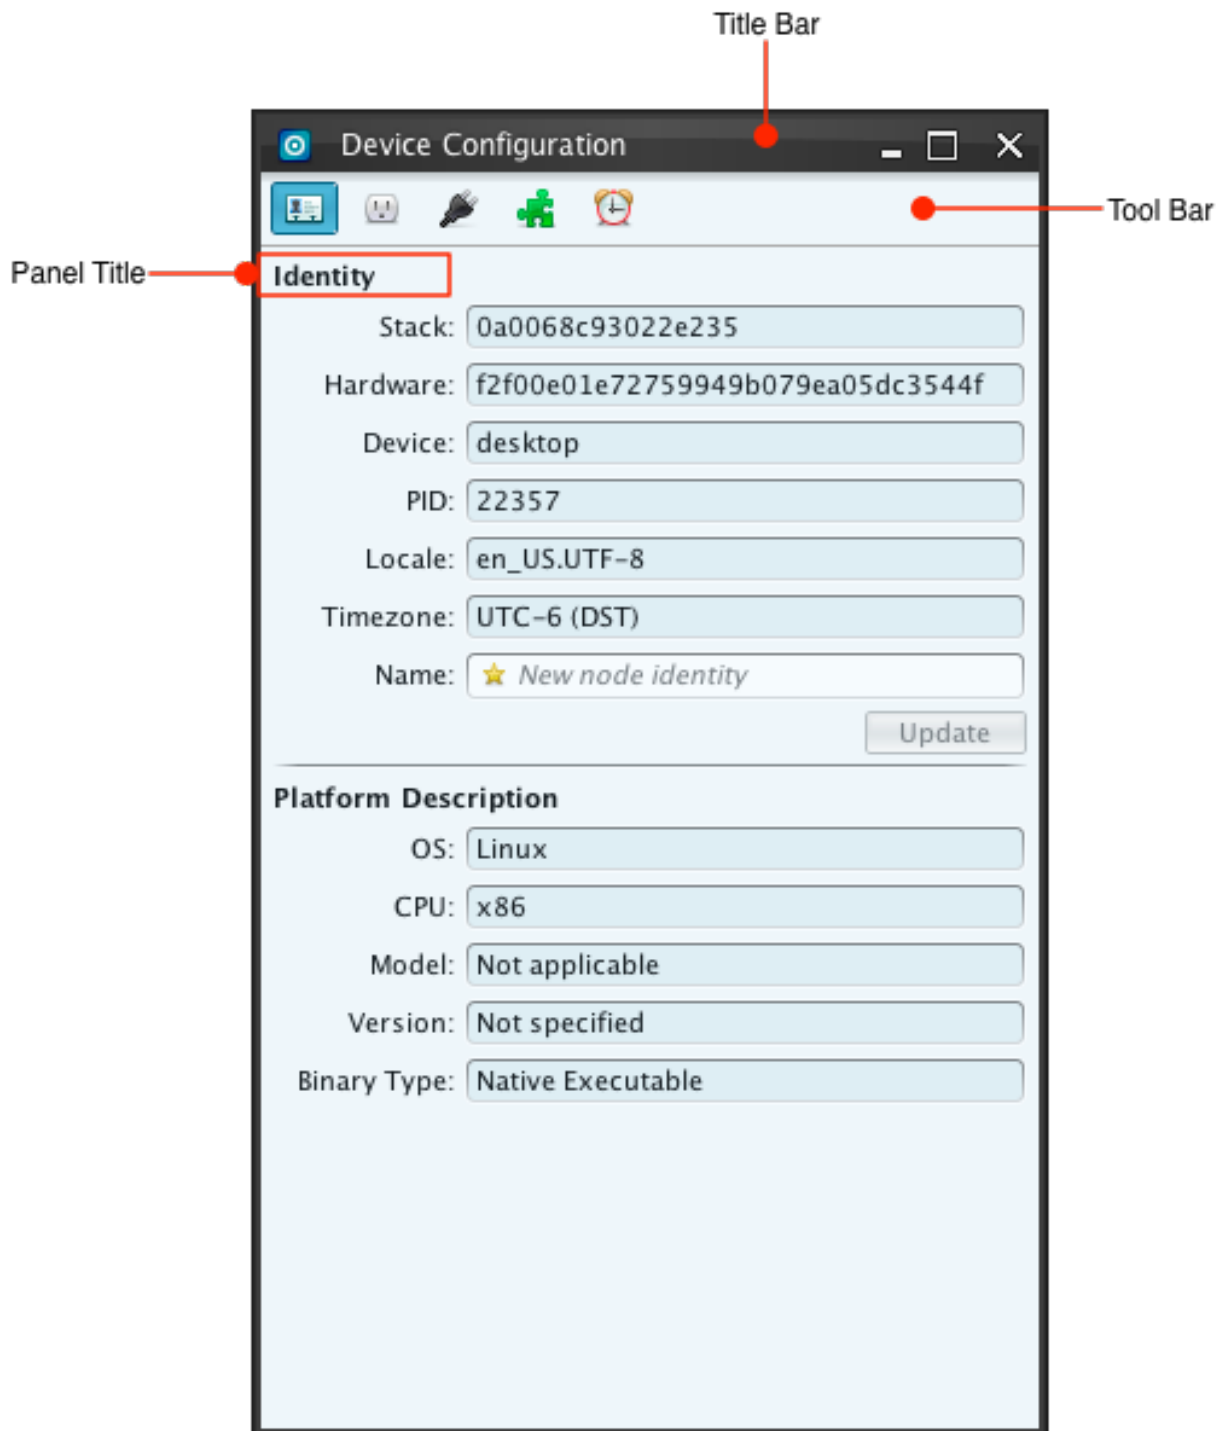 Title Bar
Device Configuration
Tool Bar
Panel Title
Identity
Stack: 0a0068c93022e235
Hardware: f2f00e01e72759949b079ea05dc3544f
Device: desktop
PID: 22357
Locale: en_US.UTF-8
Timezone: UTC-6 (DST)
Name: New node identity
Update
Platform Description
OS: Linux
CPU: x86
Model: Not applicable
Version: Not specified
Binary Type: Native Executable